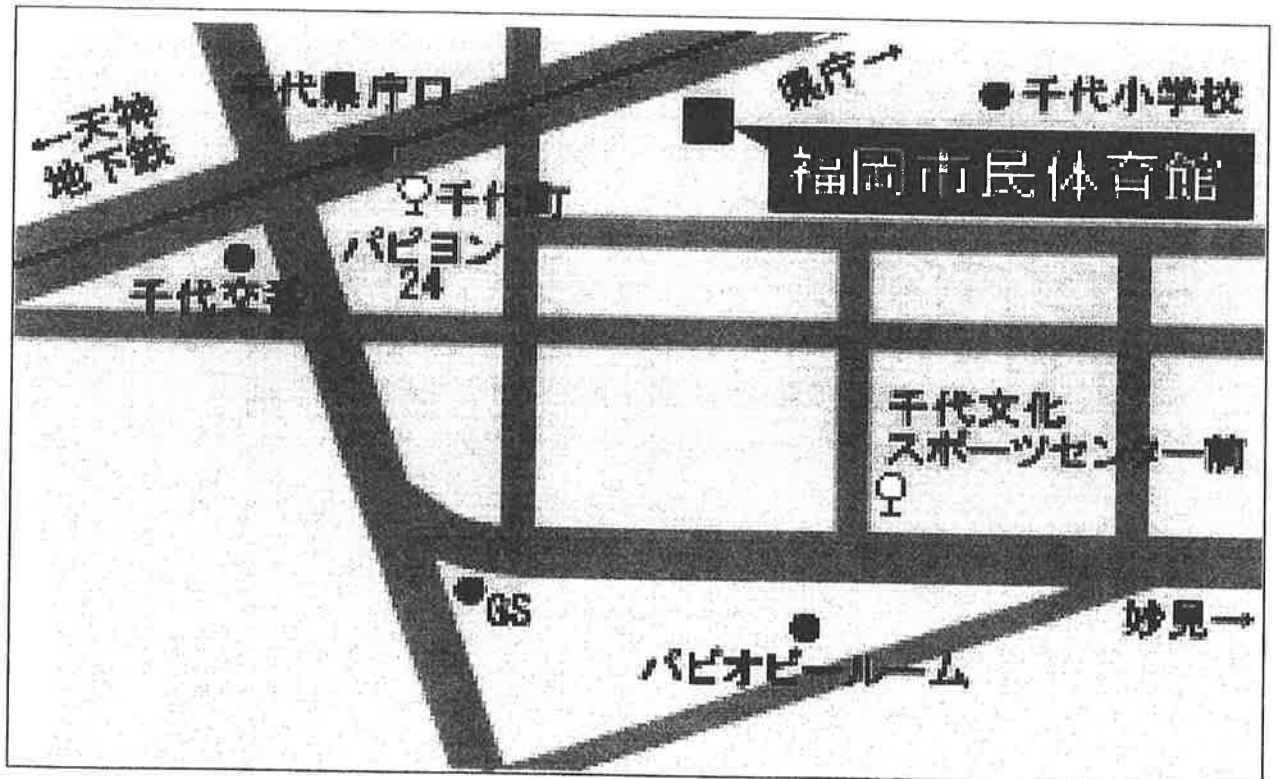 県庁→
千代県庁口
●千代小学校
←天神
地下鉄
福岡市民体育館
千代町
パピヨン
24
千代交番
千代文化
スポーツセンター前
GS
妙見→
パピオビールーム